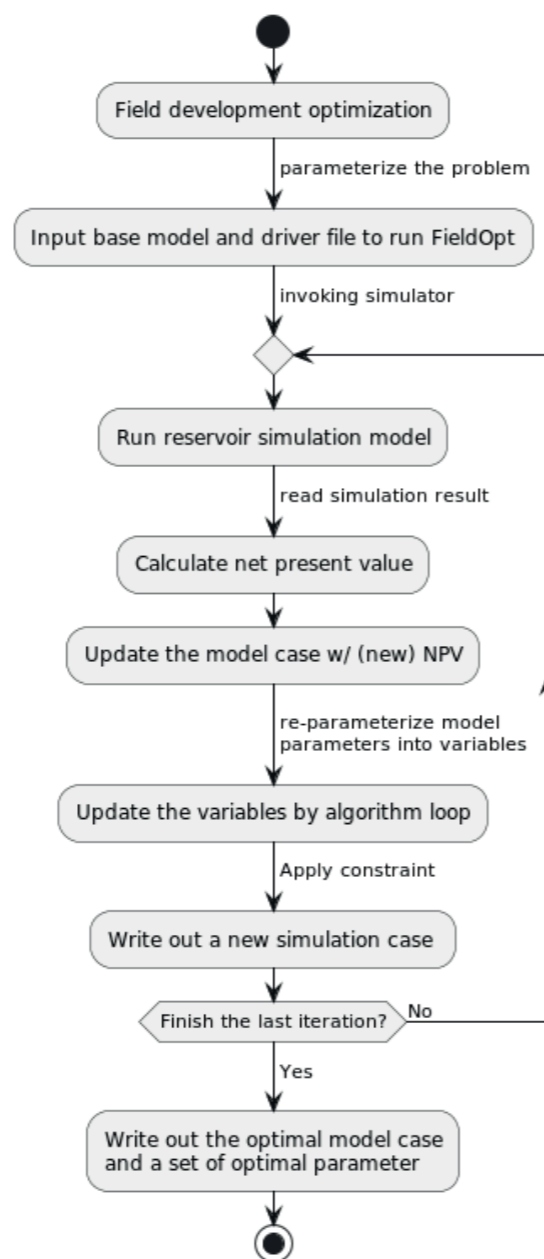 Field development optimization
parameterize the problem
Input base model and driver file to run FieldOpt
invoking simulator
Run reservoir simulation model
read simulation result
Calculate net present value
Update the model case w/ (new) NPV
re-parameterize model
parameters into variables
Update the variables by algorithm loop
Apply constraint
Write out a new simulation case
Finish the last iteration?
No
Yes
Write out the optimal model case
and a set of optimal parameter